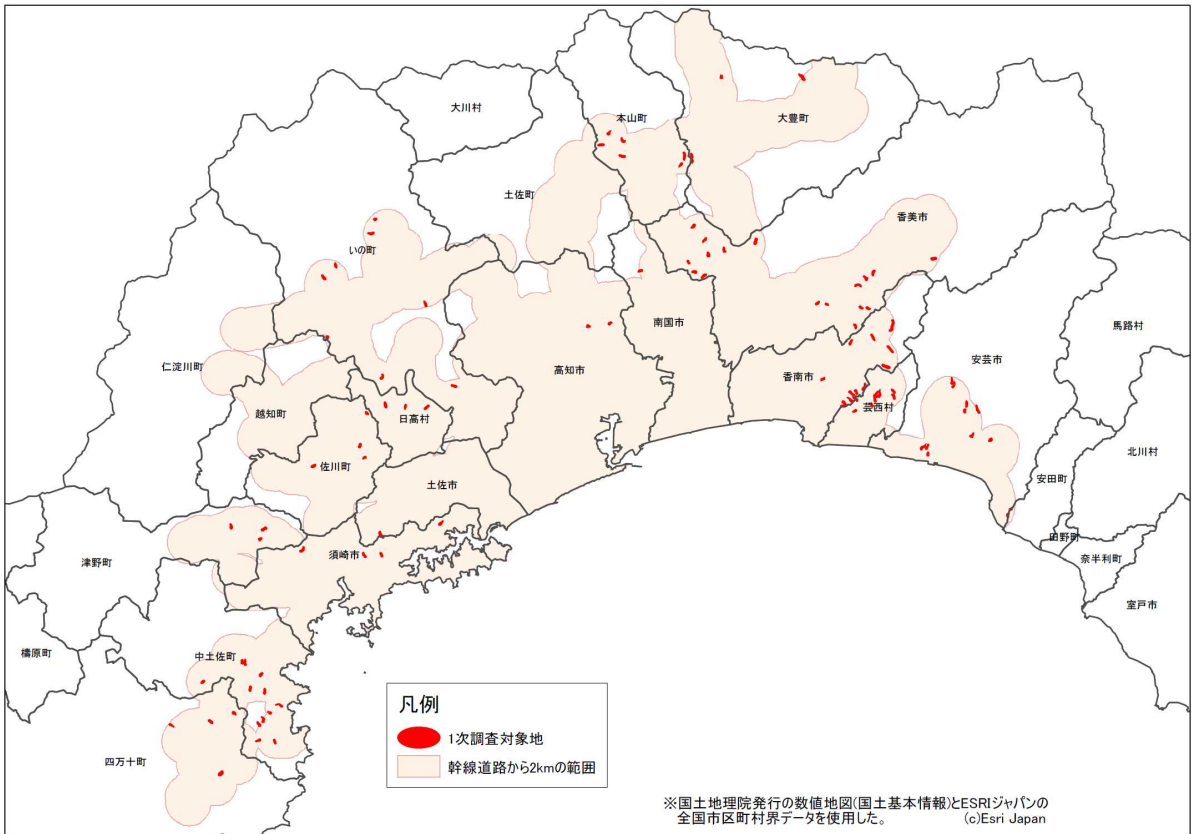 大川村
本山町
大豊町
土佐町
いの町
香美市
馬路村
南国市
安芸市
仁淀川町
高知市
香南市
越知町
日高村
芸西村
佐川町
北川村
土佐市
安田町
田野町
須崎市
津野町
奈半利町
室戸市
中土佐町
檮原町
四万十町
凡例
1次調査対象地
幹線道路から2kmの範囲
※国土地理院発行の数値地図(国土基本情報)とESRIジャパンの
全国市区町村界データを使用した。 (c)Esri Japan